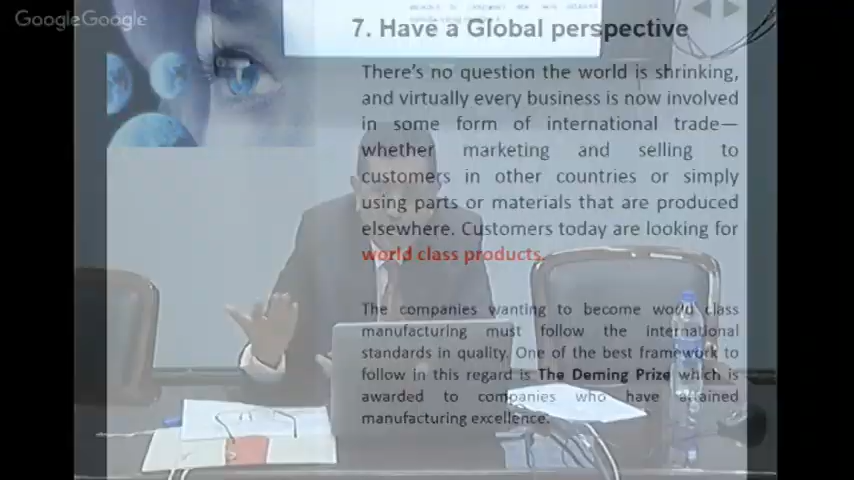 GoogleGoogle
7. Have a Global perspective
There's no question the world is shrinking,
and virtually every business is now involved
in some form of international trade—
whether marketing and selling to
customers in other countries or simply
using parts or materials that are produced
elsewhere. Customers today are looking for
world class products.
The companies wanting to become world class
manufacturing must follow the international
standards in quality. One of the best framework to
follow in this regard is The Deming Prize which is
awarded to companies who have attained
manufacturing excellence.